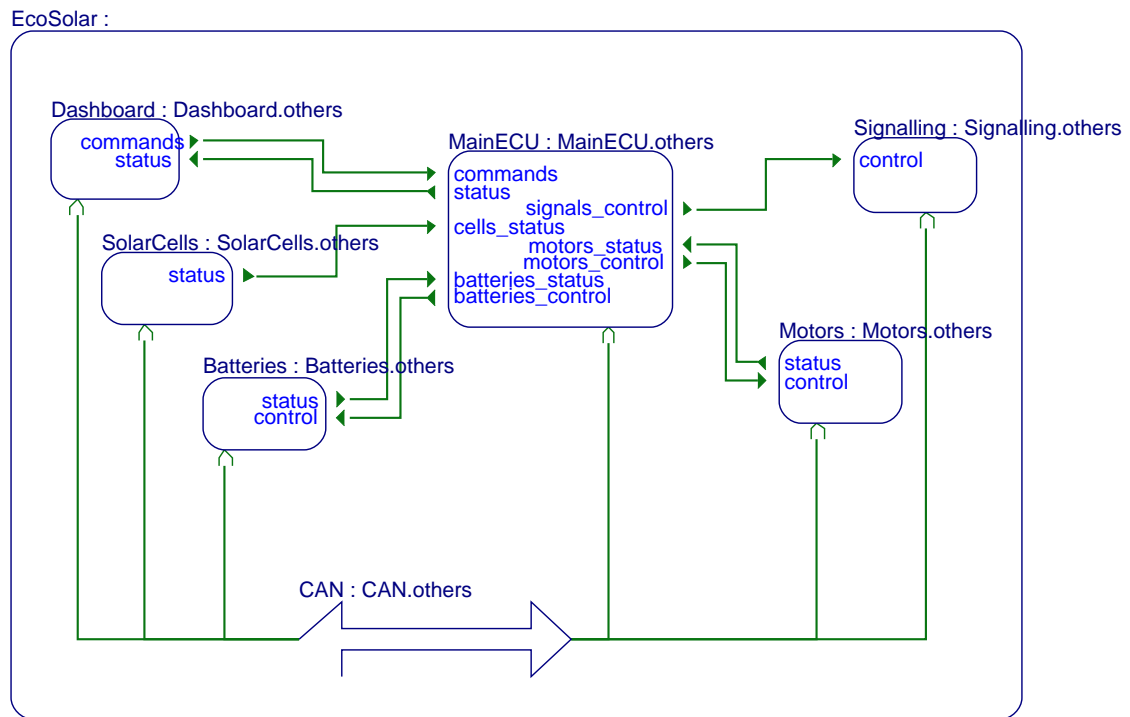 EcoSolar :
Dashboard : Dashboard.others
commands
status
MainECU : MainECU.others
commands
status
signals_control
cells_status
motors_status
motors_control
batteries_status
batteries_control
Signalling : Signalling.others
control
SolarCells : SolarCells.others
status
Batteries : Batteries.others
status
control
Motors : Motors.others
status
control
CAN : CAN.others